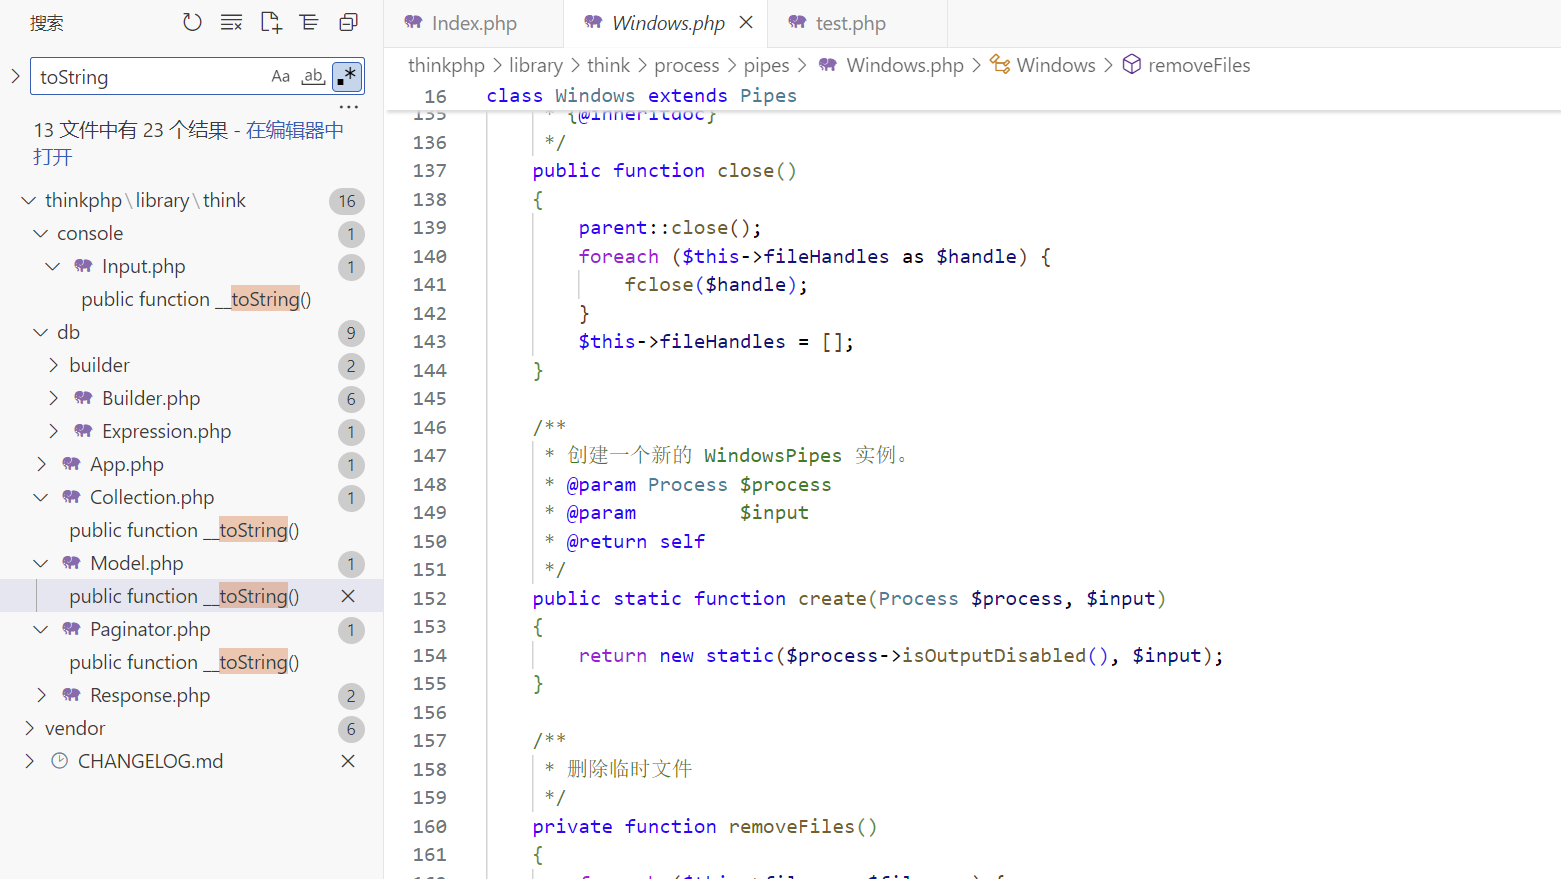 搜索
toString
Aa
ab
.*
13 文件中有 23 个结果 - 在编辑器中
打开
thinkphp\library\think 16
console 1
Input.php 1
public function __toString()
db 9
builder 2
Builder.php 6
Expression.php 1
App.php 1
Collection.php 1
public function __toString()
Model.php 1
public function __toString()
Paginator.php 1
public function __toString()
Response.php 2
vendor 6
CHANGELOG.md
Index.php
Windows.php
test.php
thinkphp > library > think > process > pipes > Windows.php > Windows > removeFiles
16 class Windows extends Pipes
135 * {@inheritdoc}
136 */
137 public function close()
138 {
139 parent::close();
140 foreach ($this->fileHandles as $handle) {
141 fclose($handle);
142 }
143 $this->fileHandles = [];
144 }
145
146 /**
147 * 创建一个新的 WindowsPipes 实例。
148 * @param Process $process
149 * @param $input
150 * @return self
151 */
152 public static function create(Process $process, $input)
153 {
154 return new static($process->isOutputDisabled(), $input);
155 }
156
157 /**
158 * 删除临时文件
159 */
160 private function removeFiles()
161 {